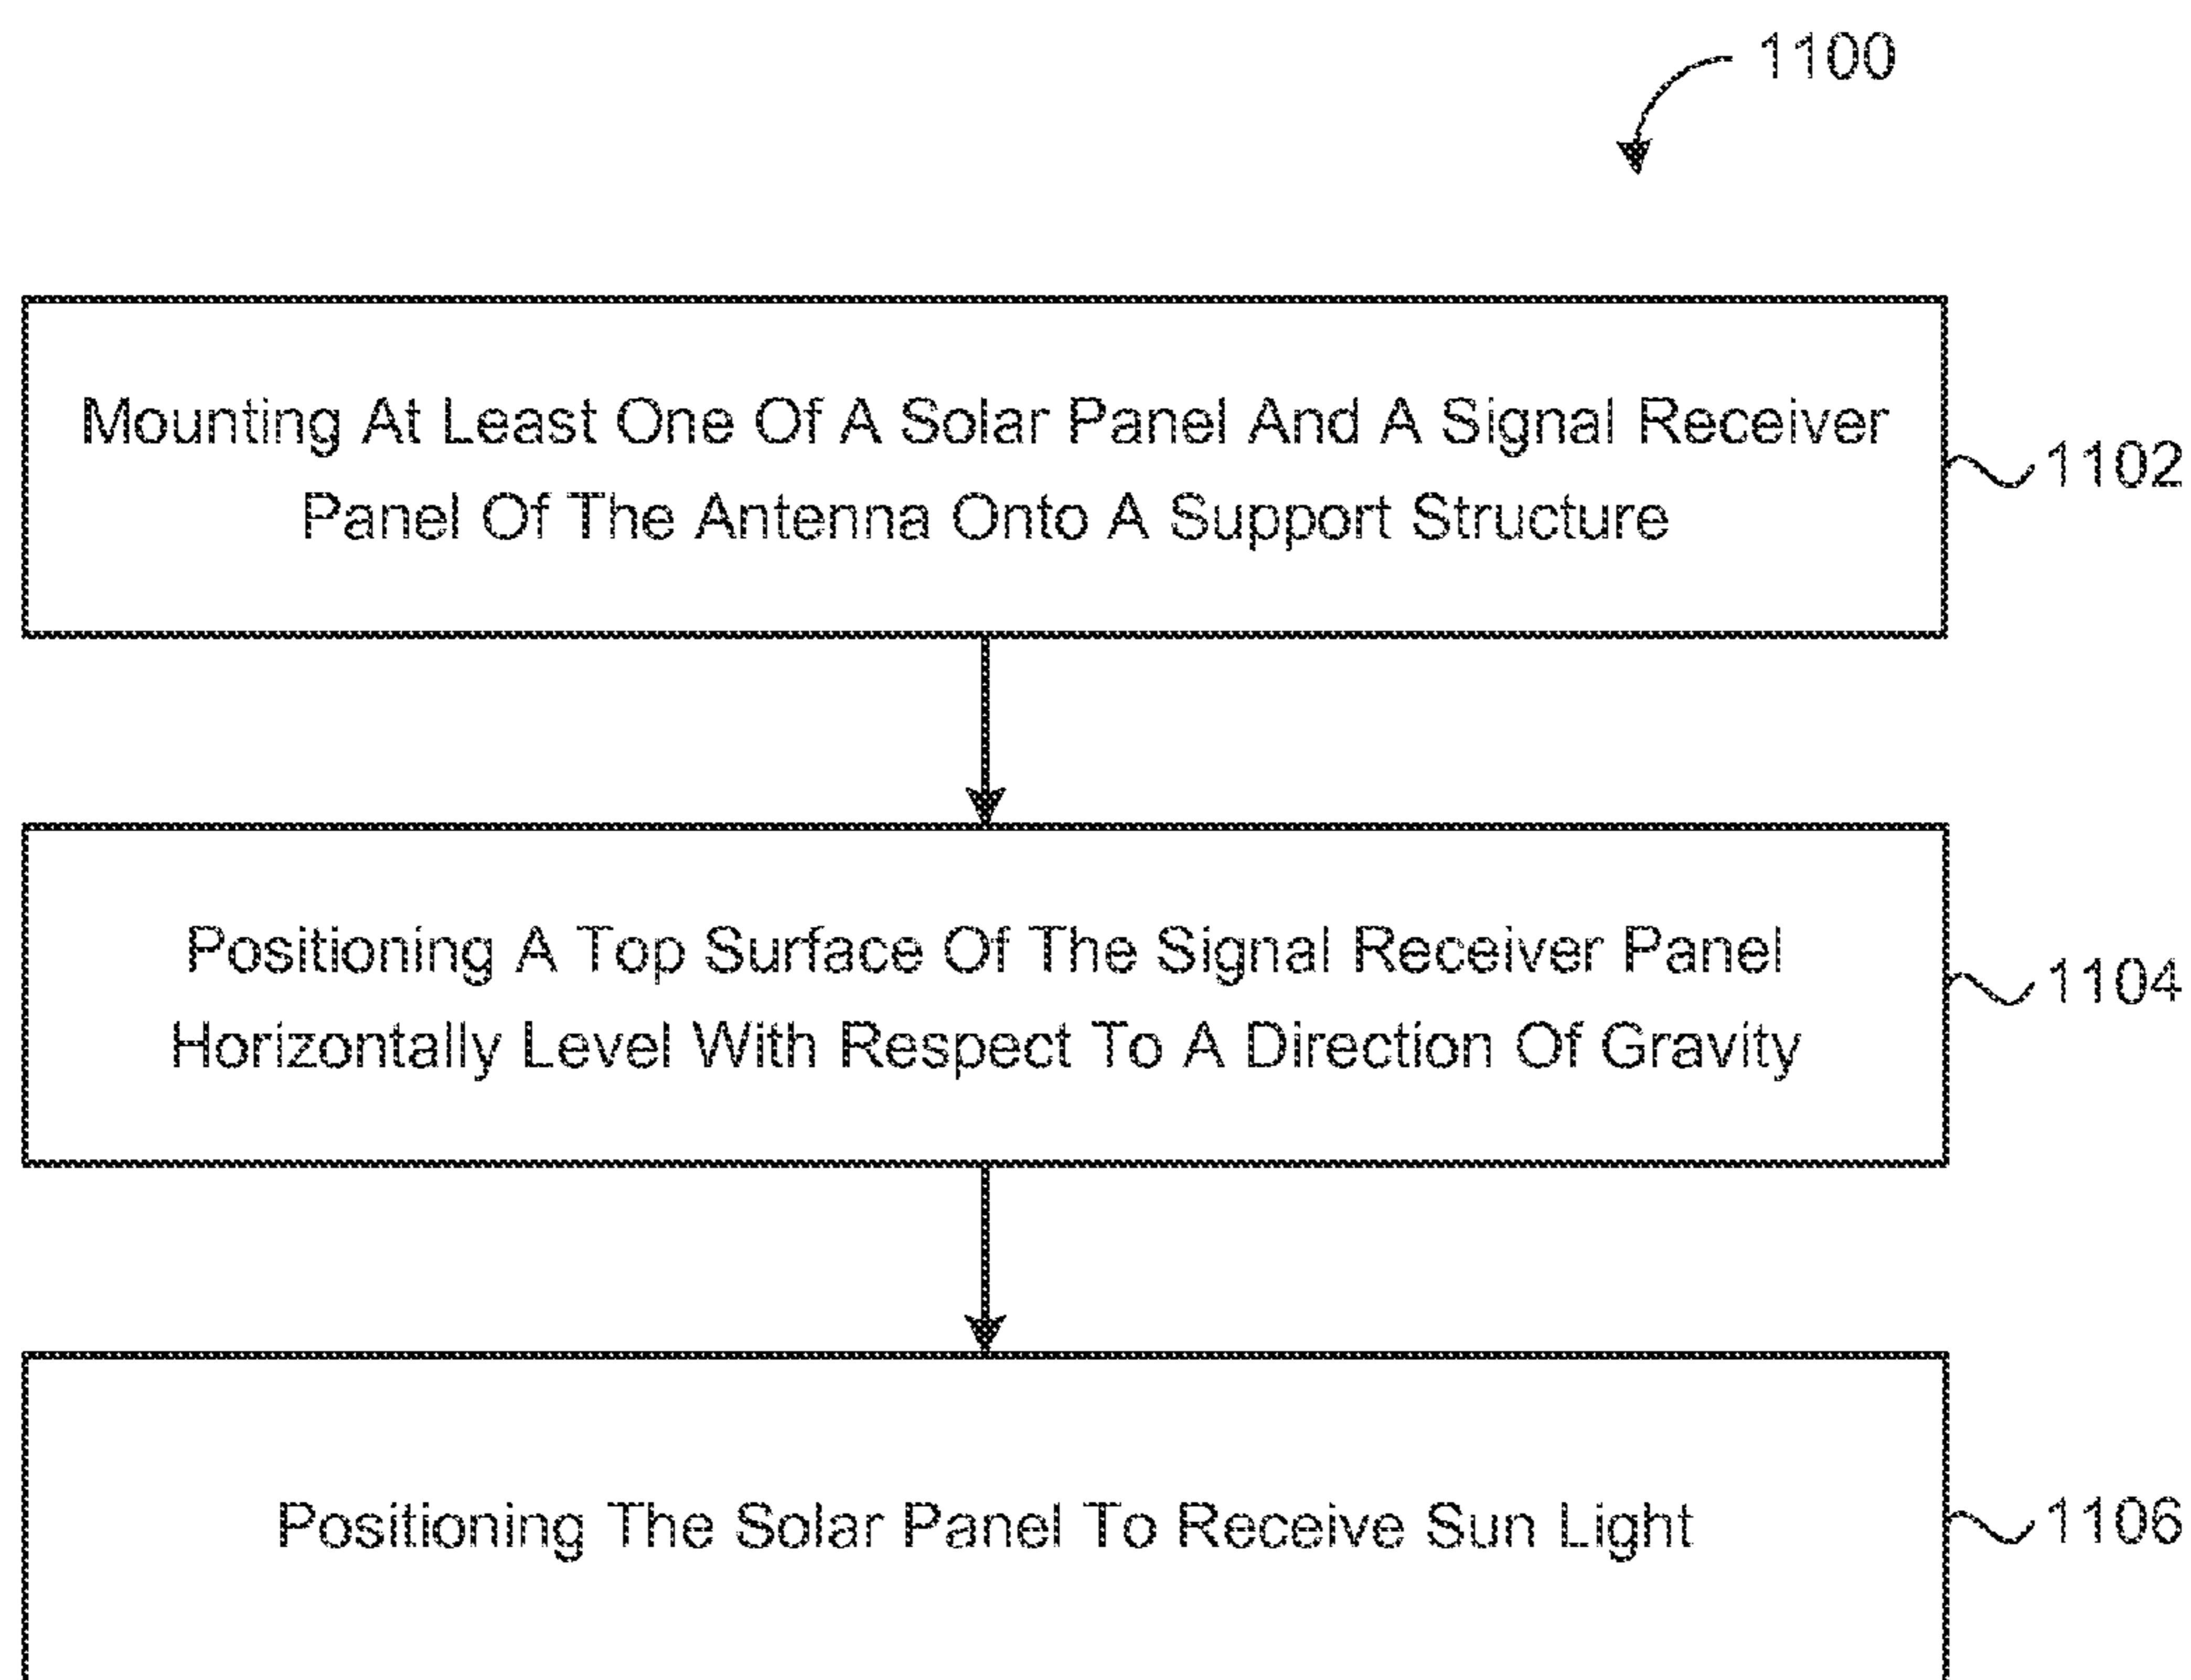 1100
Mounting At Least One Of A Solar Panel And A Signal Receiver
Panel Of The Antenna Onto A Support Structure
1102
Positioning A Top Surface Of The Signal Receiver Panel
Horizontally Level With Respect To A Direction Of Gravity
1104
Positioning The Solar Panel To Receive Sun Light
1106